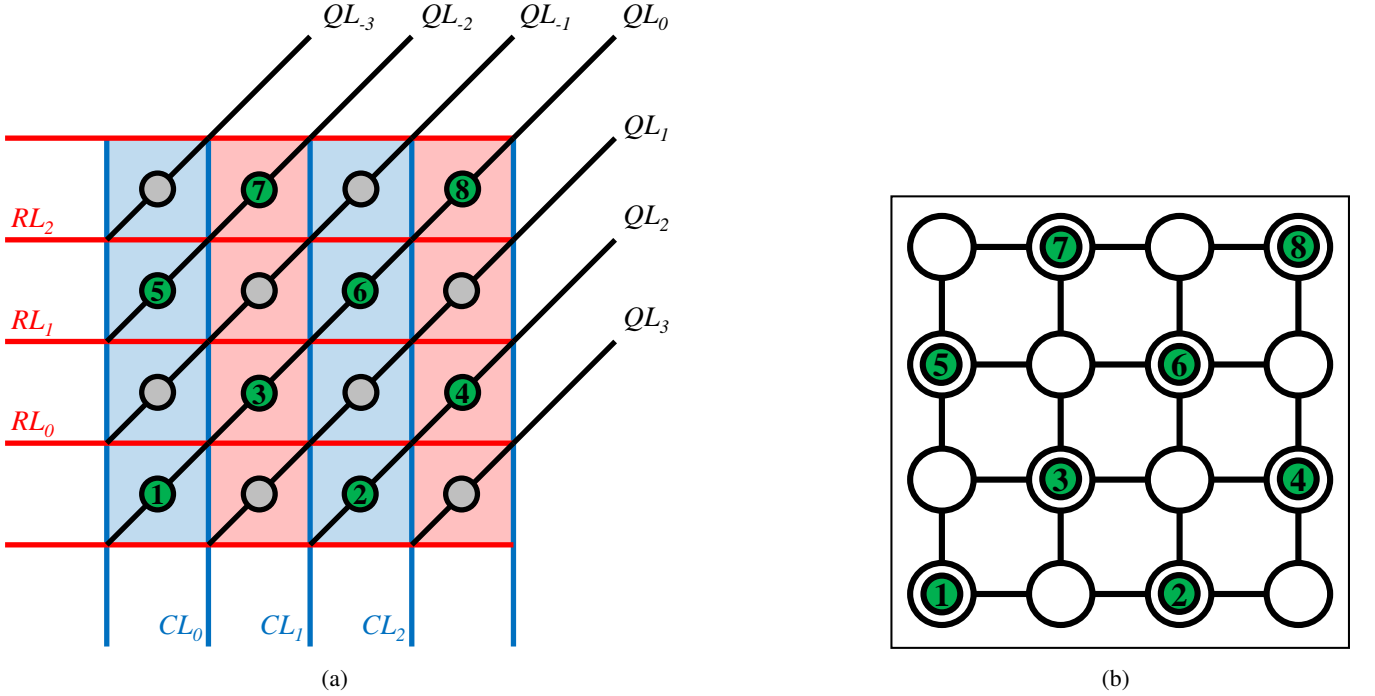 QL₋₃ QL₋₂ QL₋₁ QL₀
QL₁
7 8
RL₂ QL₂
5 6
RL₁ QL₃
3 4
RL₀
1 2
CL₀ CL₁ CL₂
(a)
7 8
5 6
3 4
1 2
(b)